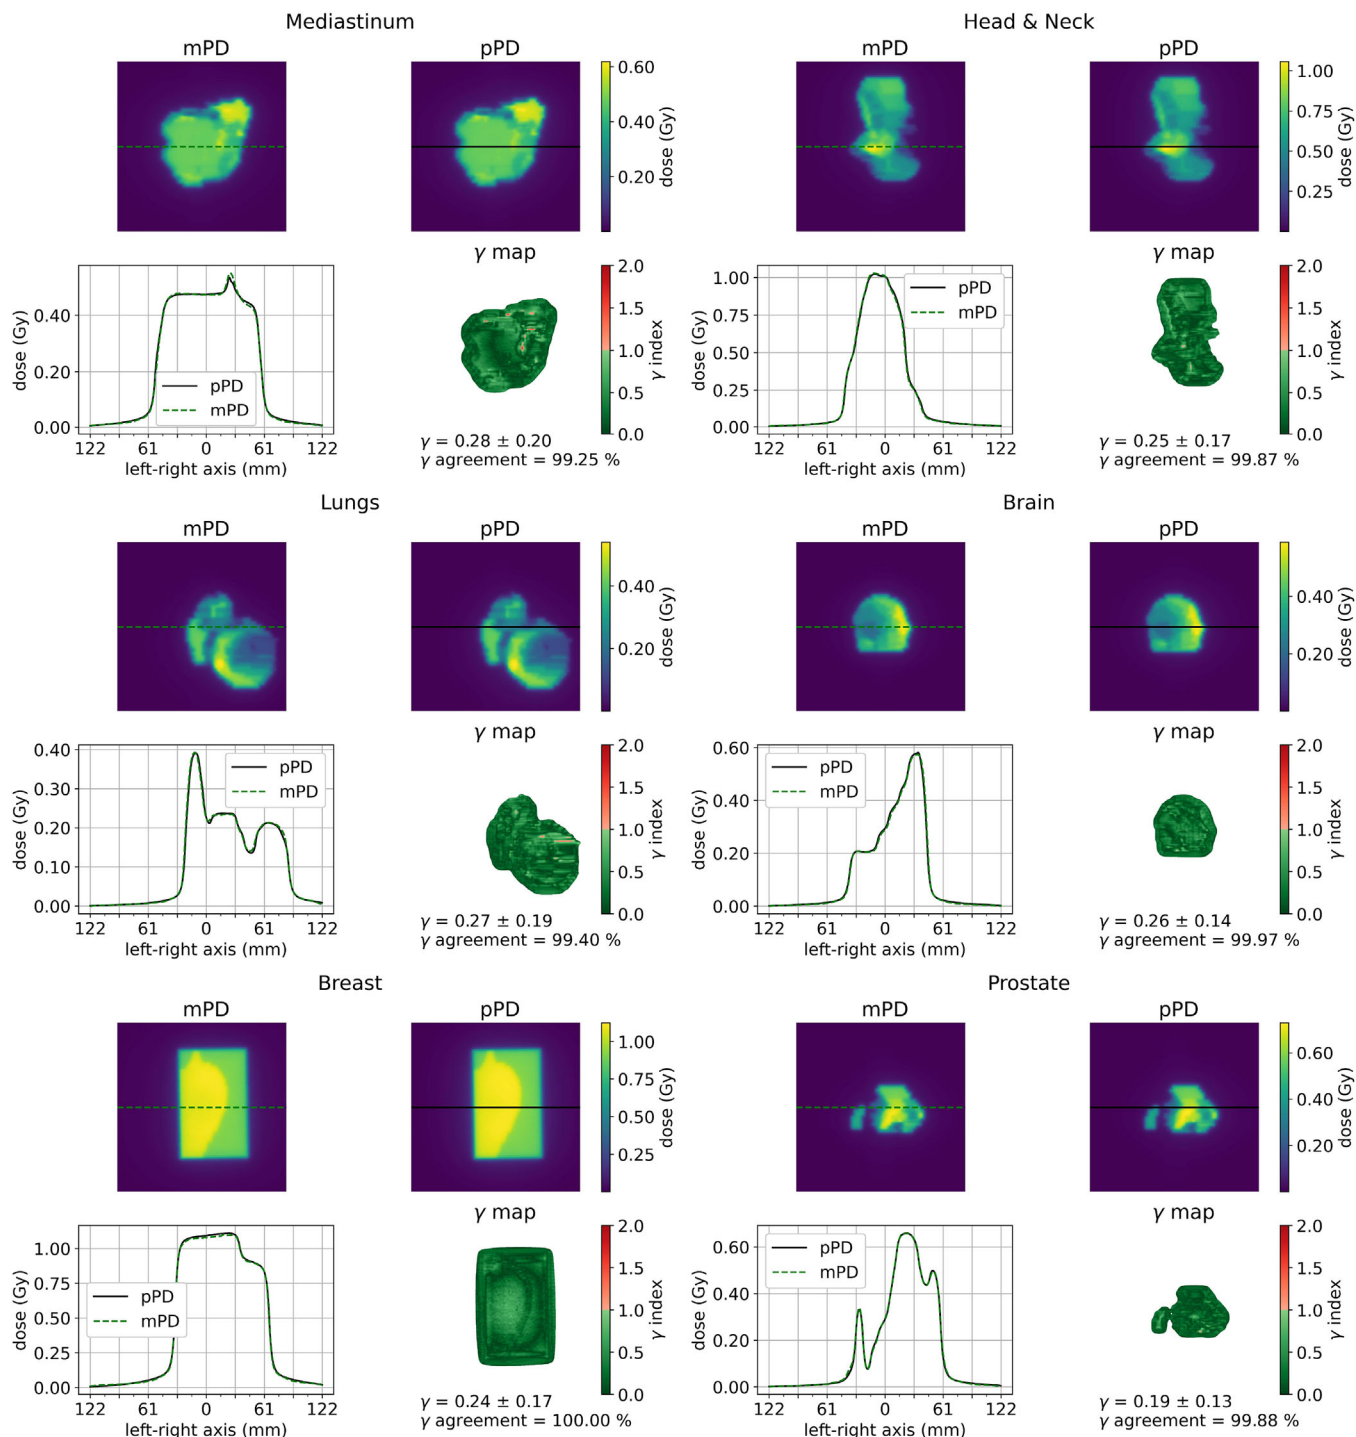 Mediastinum
mPD
pPD
0.60
0.40
0.20
dose (Gy)
dose (Gy)
0.40
0.20
0.00
pPD
mPD
122 61 0 61 122
left-right axis (mm)
γ map
2.0
1.5
1.0
0.5
0.0
γ index
γ = 0.28 ± 0.20
γ agreement = 99.25 %
Head & Neck
mPD
pPD
1.00
0.75
0.50
0.25
dose (Gy)
dose (Gy)
1.00
0.75
0.50
0.25
0.00
pPD
mPD
122 61 0 61 122
left-right axis (mm)
γ map
2.0
1.5
1.0
0.5
0.0
γ index
γ = 0.25 ± 0.17
γ agreement = 99.87 %
Lungs
mPD
pPD
0.40
0.20
dose (Gy)
dose (Gy)
0.40
0.30
0.20
0.10
0.00
pPD
mPD
122 61 0 61 122
left-right axis (mm)
γ map
2.0
1.5
1.0
0.5
0.0
γ index
γ = 0.27 ± 0.19
γ agreement = 99.40 %
Brain
mPD
pPD
0.40
0.20
dose (Gy)
dose (Gy)
0.60
0.40
0.20
0.00
pPD
mPD
122 61 0 61 122
left-right axis (mm)
γ map
2.0
1.5
1.0
0.5
0.0
γ index
γ = 0.26 ± 0.14
γ agreement = 99.97 %
Breast
mPD
pPD
1.00
0.75
0.50
0.25
dose (Gy)
dose (Gy)
1.00
0.75
0.50
0.25
0.00
pPD
mPD
122 61 0 61 122
left-right axis (mm)
γ map
2.0
1.5
1.0
0.5
0.0
γ index
γ = 0.24 ± 0.17
γ agreement = 100.00 %
Prostate
mPD
pPD
0.60
0.40
0.20
dose (Gy)
dose (Gy)
0.60
0.40
0.20
0.00
pPD
mPD
122 61 0 61 122
left-right axis (mm)
γ map
2.0
1.5
1.0
0.5
0.0
γ index
γ = 0.19 ± 0.13
γ agreement = 99.88 %